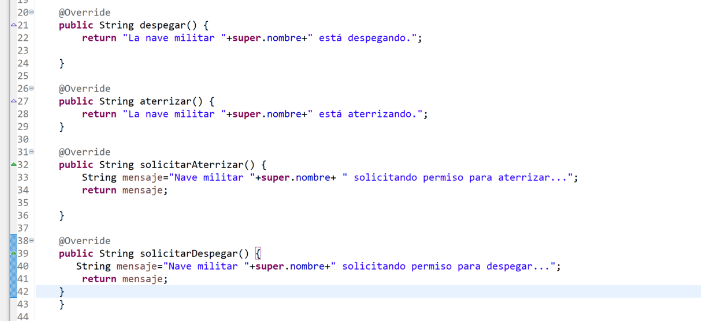 20 @Override
21 public String despegar() {
22 return "La nave militar "+super.nombre+" está despegando.";
23
24 }
25
26 @Override
27 public String aterrizar() {
28 return "La nave militar "+super.nombre+" está aterrizando.";
29 }
30
31 @Override
32 public String solicitarAterrizar() {
33 String mensaje="Nave militar "+super.nombre+ " solicitando permiso para aterrizar...";
34 return mensaje;
35
36 }
37
38 @Override
39 public String solicitarDespegar() {
40 String mensaje="Nave militar "+super.nombre+" solicitando permiso para despegar...";
41 return mensaje;
42 }
43 }
44